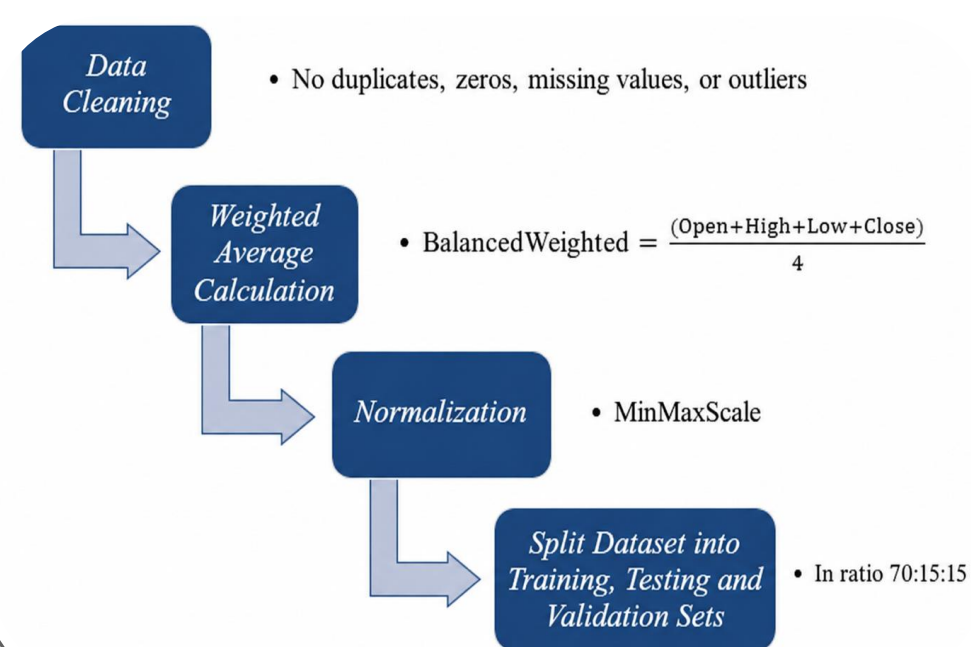 Data
Cleaning
• No duplicates, zeros, missing values, or outliers
Weighted
Average
Calculation
• BalancedWeighted = (Open+High+Low+Close)
4
Normalization
• MinMaxScale
Split Dataset into
Training, Testing and
Validation Sets
• In ratio 70:15:15